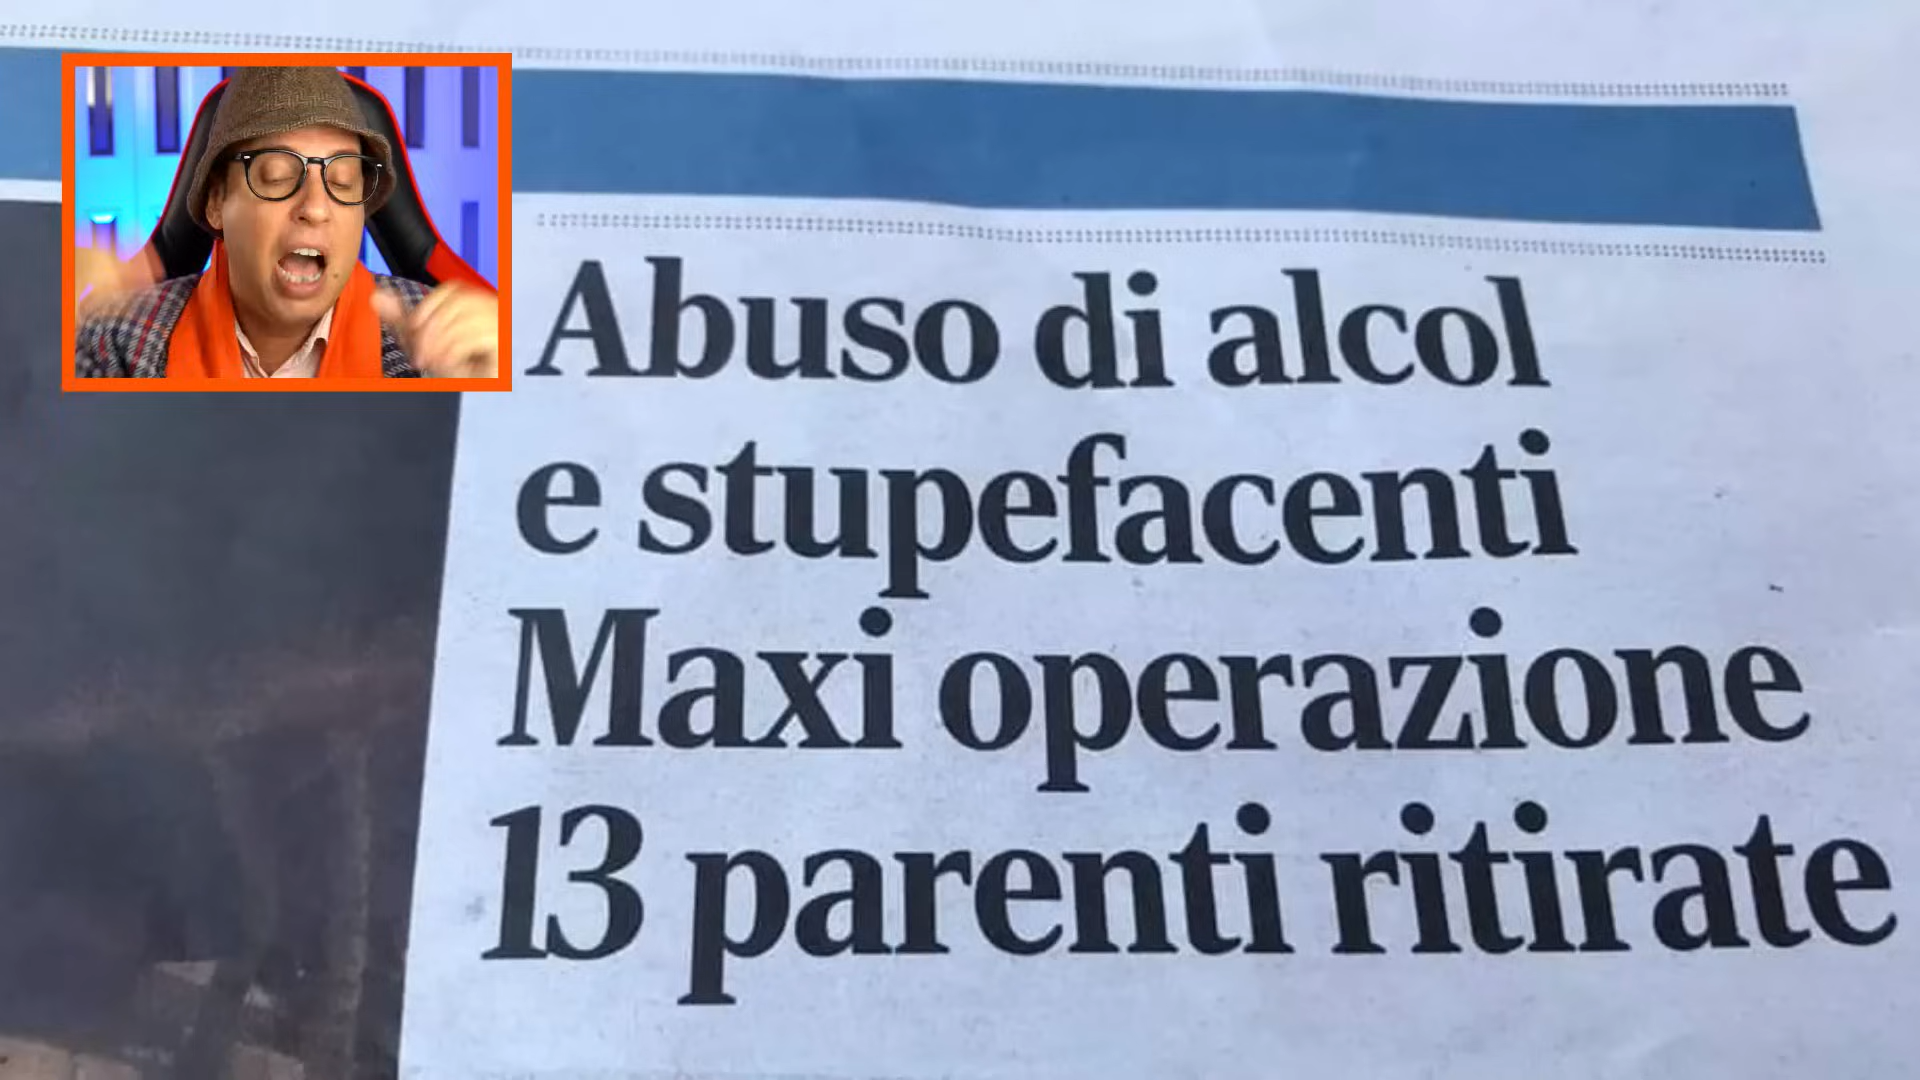 Abuso di alcol
e stupefacenti
Maxi operazione
13 parenti ritirate